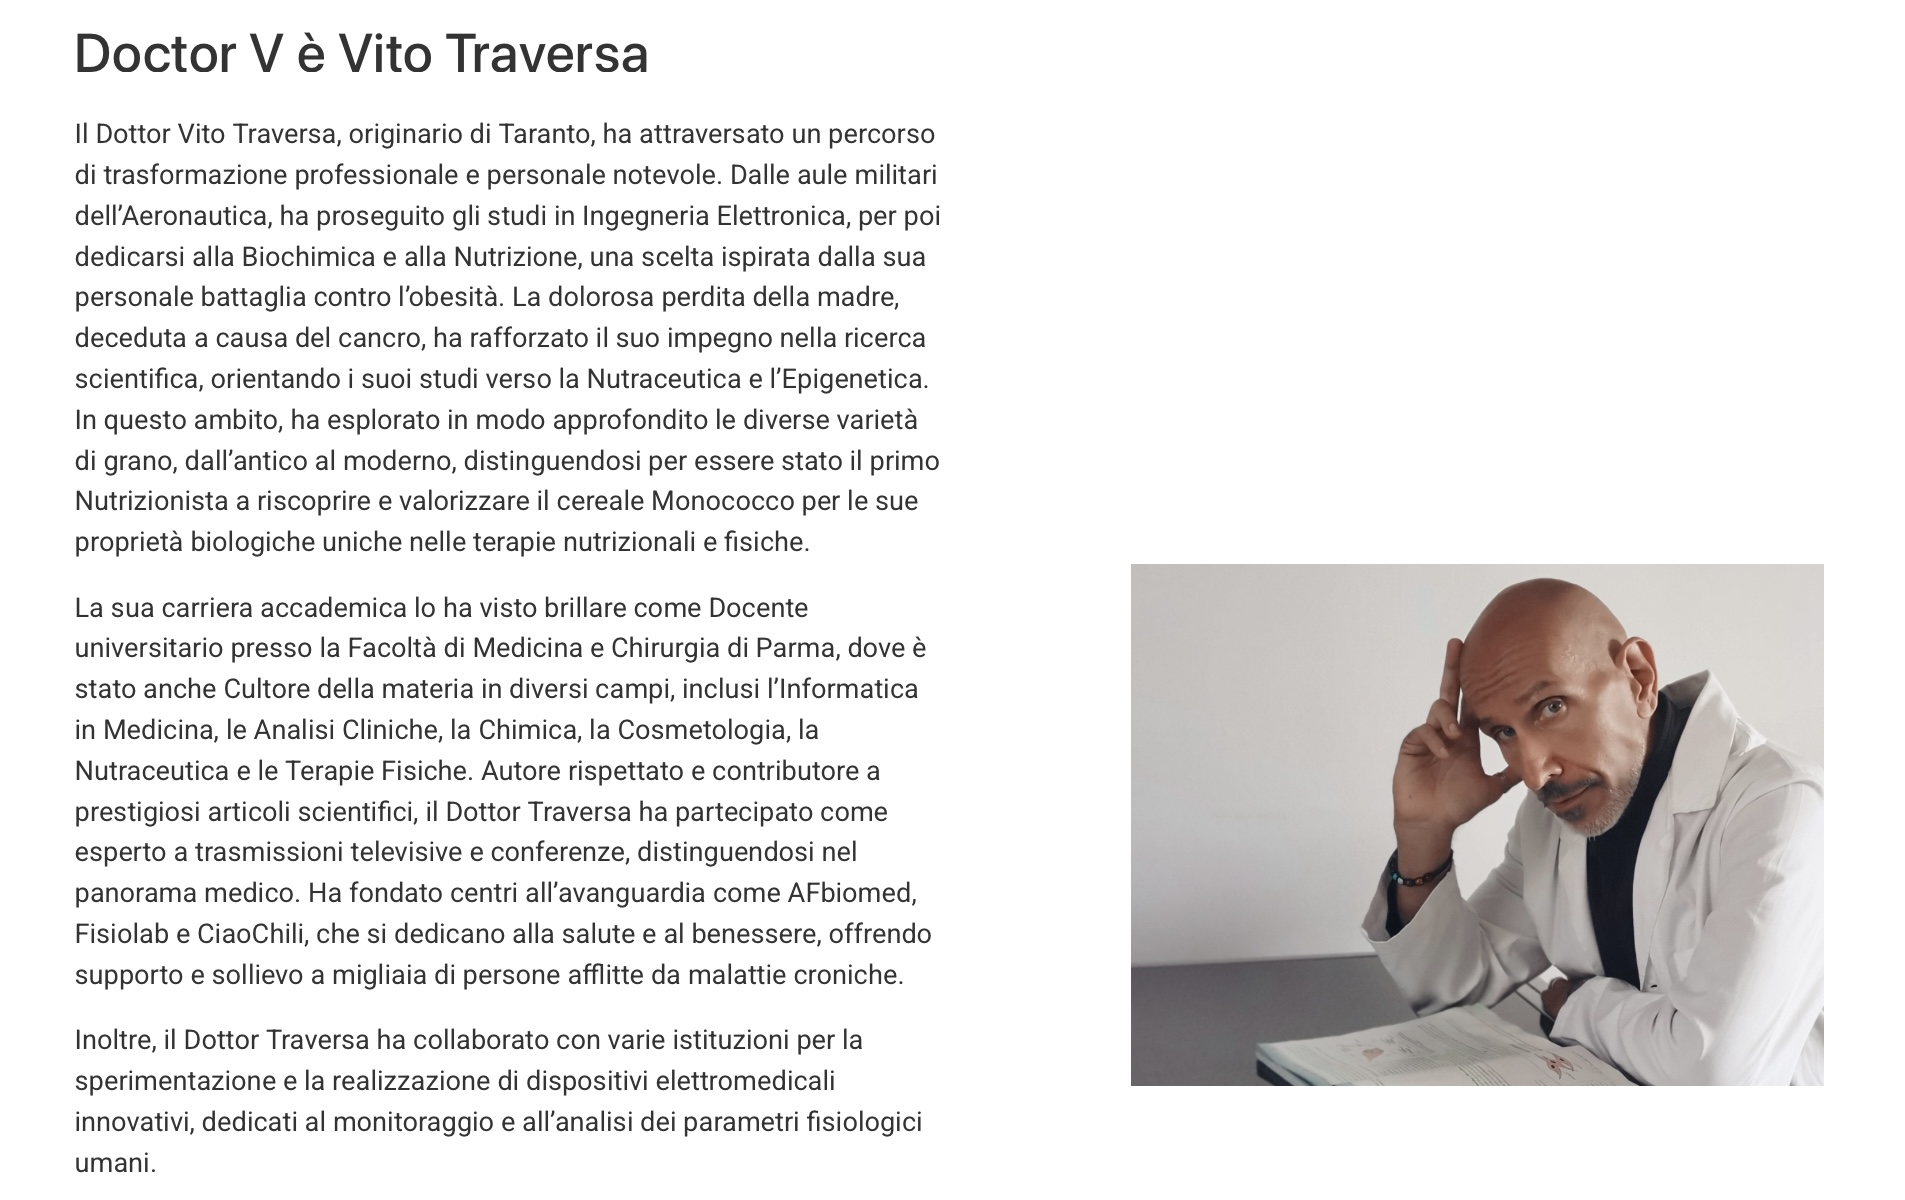 Doctor V è Vito Traversa
Il Dottor Vito Traversa, originario di Taranto, ha attraversato un percorso
di trasformazione professionale e personale notevole. Dalle aule militari
dell’Aeronautica, ha proseguito gli studi in Ingegneria Elettronica, per poi
dedicarsi alla Biochimica e alla Nutrizione, una scelta ispirata dalla sua
personale battaglia contro l’obesità. La dolorosa perdita della madre,
deceduta a causa del cancro, ha rafforzato il suo impegno nella ricerca
scientifica, orientando i suoi studi verso la Nutraceutica e l’Epigenetica.
In questo ambito, ha esplorato in modo approfondito le diverse varietà
di grano, dall’antico al moderno, distinguendosi per essere stato il primo
Nutrizionista a riscoprire e valorizzare il cereale Monococco per le sue
proprietà biologiche uniche nelle terapie nutrizionali e fisiche.
La sua carriera accademica lo ha visto brillare come Docente
universitario presso la Facoltà di Medicina e Chirurgia di Parma, dove è
stato anche Cultore della materia in diversi campi, inclusi l’Informatica
in Medicina, le Analisi Cliniche, la Chimica, la Cosmetologia, la
Nutraceutica e le Terapie Fisiche. Autore rispettato e contributore a
prestigiosi articoli scientifici, il Dottor Traversa ha partecipato come
esperto a trasmissioni televisive e conferenze, distinguendosi nel
panorama medico. Ha fondato centri all’avanguardia come AFbiomed,
Fisiolab e CiaoChili, che si dedicano alla salute e al benessere, offrendo
supporto e sollievo a migliaia di persone afflitte da malattie croniche.
Inoltre, il Dottor Traversa ha collaborato con varie istituzioni per la
sperimentazione e la realizzazione di dispositivi elettromedicali
innovativi, dedicati al monitoraggio e all’analisi dei parametri fisiologici
umani.